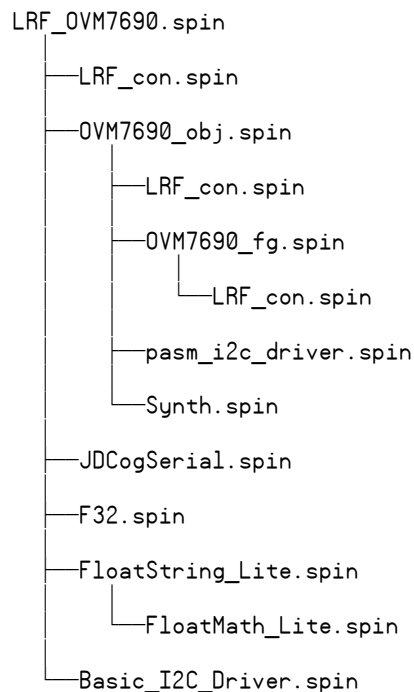 LRF_OVM7690.spin
LRF_con.spin
OVM7690_obj.spin
LRF_con.spin
OVM7690_fg.spin
LRF_con.spin
pasm_i2c_driver.spin
Synth.spin
JDCogSerial.spin
F32.spin
FloatString_Lite.spin
FloatMath_Lite.spin
Basic_I2C_Driver.spin